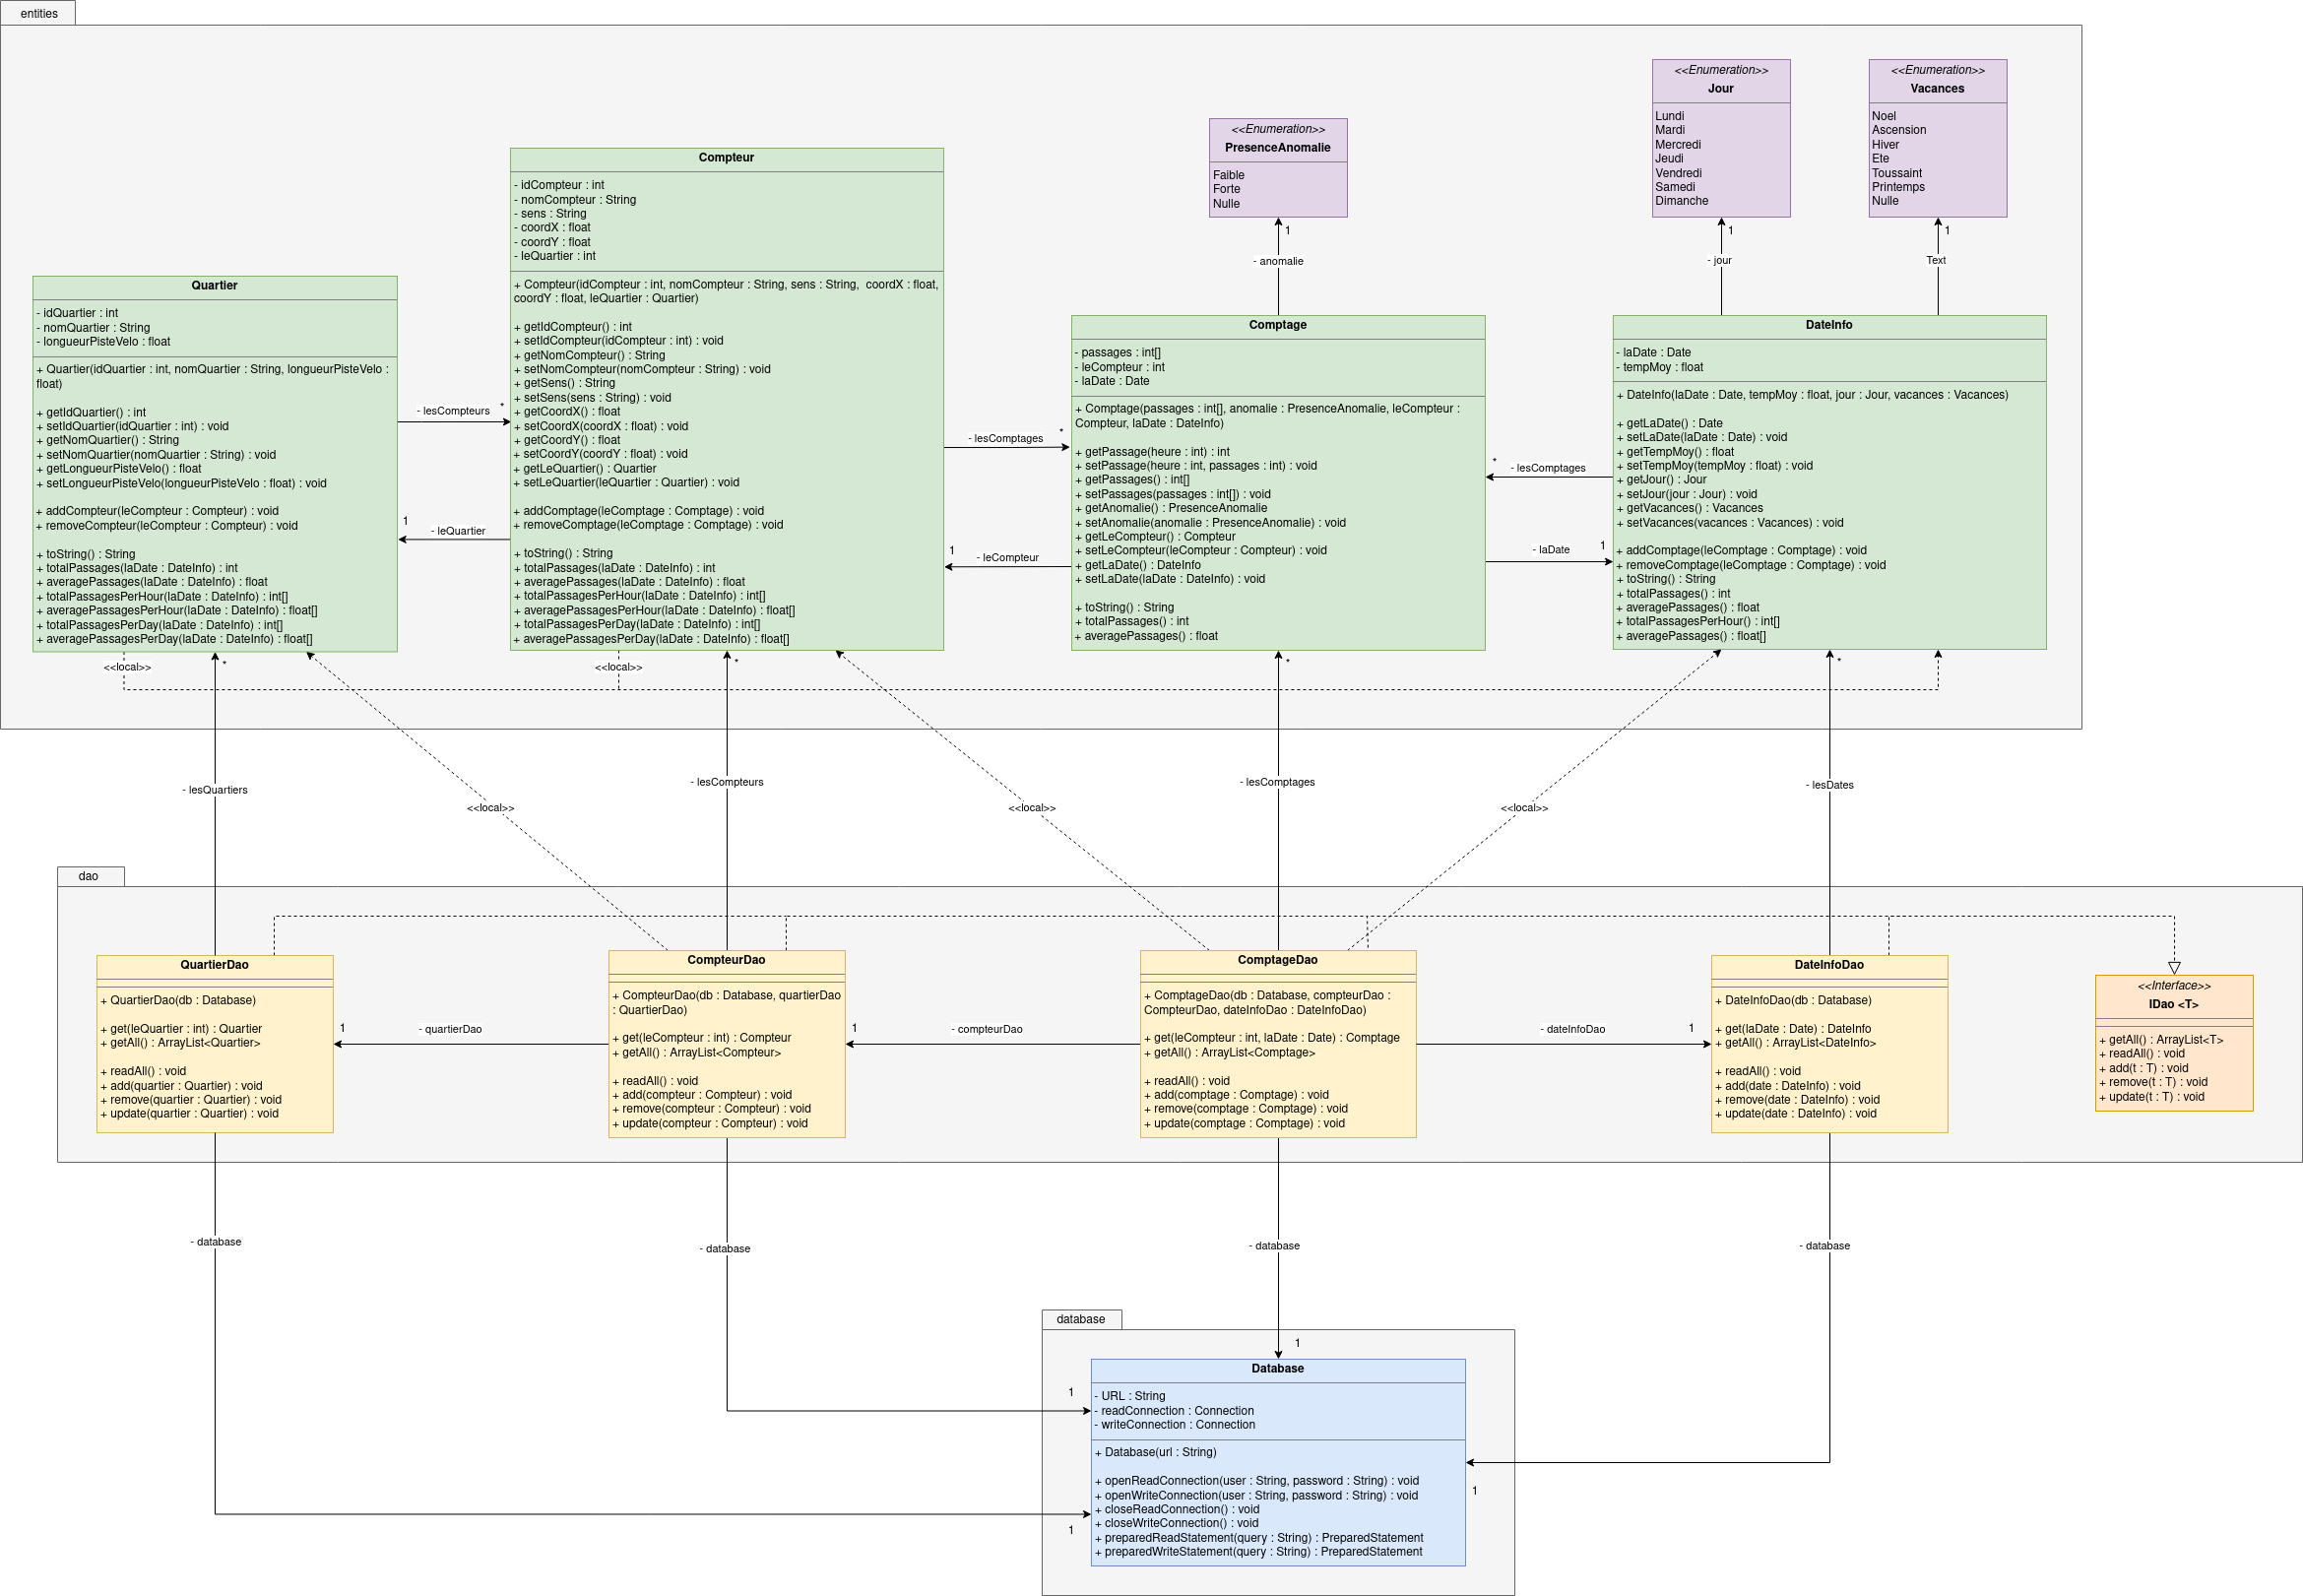 entities
<<Enumeration>>
Jour
Lundi
Mardi
Mercredi
Jeudi
Vendredi
Samedi
Dimanche
<<Enumeration>>
Vacances
Noel
Ascension
Hiver
Ete
Toussaint
Printemps
Nulle
<<Enumeration>>
PresenceAnomalie
Faible
Forte
Nulle
1
- anomalie
1
- jour
1
Text
Quartier
- idQuartier : int
- nomQuartier : String
- longueurPisteVelo : float
+ Quartier(idQuartier : int, nomQuartier : String, longueurPisteVelo :
float)
+ getIdQuartier() : int
+ setIdQuartier(idQuartier : int) : void
+ getNomQuartier() : String
+ setNomQuartier(nomQuartier : String) : void
+ getLongueurPisteVelo() : float
+ setLongueurPisteVelo(longueurPisteVelo : float) : void
+ addCompteur(leCompteur : Compteur) : void
+ removeCompteur(leCompteur : Compteur) : void
+ toString() : String
+ totalPassages(laDate : DateInfo) : int
+ averagePassages(laDate : DateInfo) : float
+ totalPassagesPerHour(laDate : DateInfo) : int[]
+ averagePassagesPerHour(laDate : DateInfo) : float[]
+ totalPassagesPerDay(laDate : DateInfo) : int[]
+ averagePassagesPerDay(laDate : DateInfo) : float[]
- lesCompteurs
*
1
- leQuartier
Compteur
- idCompteur : int
- nomCompteur : String
- sens : String
- coordX : float
- coordY : float
- leQuartier : int
+ Compteur(idCompteur : int, nomCompteur : String, sens : String,  coordX : float,
coordY : float, leQuartier : Quartier)
+ getIdCompteur() : int
+ setIdCompteur(idCompteur : int) : void
+ getNomCompteur() : String
+ setNomCompteur(nomCompteur : String) : void
+ getSens() : String
+ setSens(sens : String) : void
+ getCoordX() : float
+ setCoordX(coordX : float) : void
+ getCoordY() : float
+ setCoordY(coordY : float) : void
+ getLeQuartier() : Quartier
+ setLeQuartier(leQuartier : Quartier) : void
+ addComptage(leComptage : Comptage) : void
+ removeComptage(leComptage : Comptage) : void
+ toString() : String
+ totalPassages(laDate : DateInfo) : int
+ averagePassages(laDate : DateInfo) : float
+ totalPassagesPerHour(laDate : DateInfo) : int[]
+ averagePassagesPerHour(laDate : DateInfo) : float[]
+ totalPassagesPerDay(laDate : DateInfo) : int[]
+ averagePassagesPerDay(laDate : DateInfo) : float[]
- lesComptages
*
1
- leCompteur
Comptage
- passages : int[]
- leCompteur : int
- laDate : Date
+ Comptage(passages : int[], anomalie : PresenceAnomalie, leCompteur :
Compteur, laDate : DateInfo)
+ getPassage(heure : int) : int
+ setPassage(heure : int, passages : int) : void
+ getPassages() : int[]
+ setPassages(passages : int[]) : void
+ getAnomalie() : PresenceAnomalie
+ setAnomalie(anomalie : PresenceAnomalie) : void
+ getLeCompteur() : Compteur
+ setLeCompteur(leCompteur : Compteur) : void
+ getLaDate() : DateInfo
+ setLaDate(laDate : DateInfo) : void
+ toString() : String
+ totalPassages() : int
+ averagePassages() : float
*
- lesComptages
- laDate
1
DateInfo
- laDate : Date
- tempMoy : float
+ DateInfo(laDate : Date, tempMoy : float, jour : Jour, vacances : Vacances)
+ getLaDate() : Date
+ setLaDate(laDate : Date) : void
+ getTempMoy() : float
+ setTempMoy(tempMoy : float) : void
+ getJour() : Jour
+ setJour(jour : Jour) : void
+ getVacances() : Vacances
+ setVacances(vacances : Vacances) : void
+ addComptage(leComptage : Comptage) : void
+ removeComptage(leComptage : Comptage) : void
+ toString() : String
+ totalPassages() : int
+ averagePassages() : float
+ totalPassagesPerHour() : int[]
+ averagePassages() : float[]
<<local>>
*
<<local>>
*
*
*
- lesQuartiers
<<local>>
- lesCompteurs
<<local>>
- lesComptages
<<local>>
- lesDates
dao
QuartierDao
+ QuartierDao(db : Database)
+ get(leQuartier : int) : Quartier
+ getAll() : ArrayList<Quartier>
+ readAll() : void
+ add(quartier : Quartier) : void
+ remove(quartier : Quartier) : void
+ update(quartier : Quartier) : void
1
- quartierDao
CompteurDao
+ CompteurDao(db : Database, quartierDao
: QuartierDao)
+ get(leCompteur : int) : Compteur
+ getAll() : ArrayList<Compteur>
+ readAll() : void
+ add(compteur : Compteur) : void
+ remove(compteur : Compteur) : void
+ update(compteur : Compteur) : void
1
- compteurDao
ComptageDao
+ ComptageDao(db : Database, compteurDao :
CompteurDao, dateInfoDao : DateInfoDao)
+ get(leCompteur : int, laDate : Date) : Comptage
+ getAll() : ArrayList<Comptage>
+ readAll() : void
+ add(comptage : Comptage) : void
+ remove(comptage : Comptage) : void
+ update(comptage : Comptage) : void
- dateInfoDao
1
DateInfoDao
+ DateInfoDao(db : Database)
+ get(laDate : Date) : DateInfo
+ getAll() : ArrayList<DateInfo>
+ readAll() : void
+ add(date : DateInfo) : void
+ remove(date : DateInfo) : void
+ update(date : DateInfo) : void
<<Interface>>
IDao <T>
+ getAll() : ArrayList<T>
+ readAll() : void
+ add(t : T) : void
+ remove(t : T) : void
+ update(t : T) : void
- database
- database
- database
- database
database
1
1
1
1
Database
- URL : String
- readConnection : Connection
- writeConnection : Connection
+ Database(url : String)
+ openReadConnection(user : String, password : String) : void
+ openWriteConnection(user : String, password : String) : void
+ closeReadConnection() : void
+ closeWriteConnection() : void
+ preparedReadStatement(query : String) : PreparedStatement
+ preparedWriteStatement(query : String) : PreparedStatement